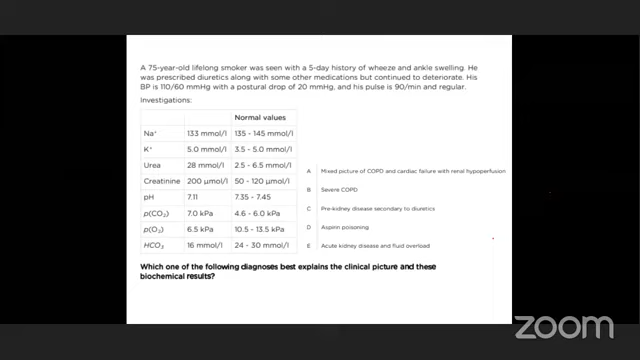 A 75-year-old lifelong smoker was seen with a 5-day history of wheeze and ankle swelling. He
was prescribed diuretics along with some other medications but continued to deteriorate. His
BP is 110/60 mmHg with a postural drop of 20 mmHg, and his pulse is 90/min and regular.
Investigations:
Normal values
Na⁺ 133 mmol/l 135 - 145 mmol/l
K⁺ 5.0 mmol/l 3.5 - 5.0 mmol/l
Urea 28 mmol/l 2.5 - 6.5 mmol/l
Creatinine 200 µmol/l 50 - 120 µmol/l
pH 7.11 7.35 - 7.45
p(CO₂) 7.0 kPa 4.6 - 6.0 kPa
p(O₂) 6.5 kPa 10.5 - 13.5 kPa
HCO₃ 16 mmol/l 24 - 30 mmol/l
A Mixed picture of COPD and cardiac failure with renal hypoperfusion
B Severe COPD
C Pre-kidney disease secondary to diuretics
D Aspirin poisoning
E Acute kidney disease and fluid overload
Which one of the following diagnoses best explains the clinical picture and these
biochemical results?
zoom